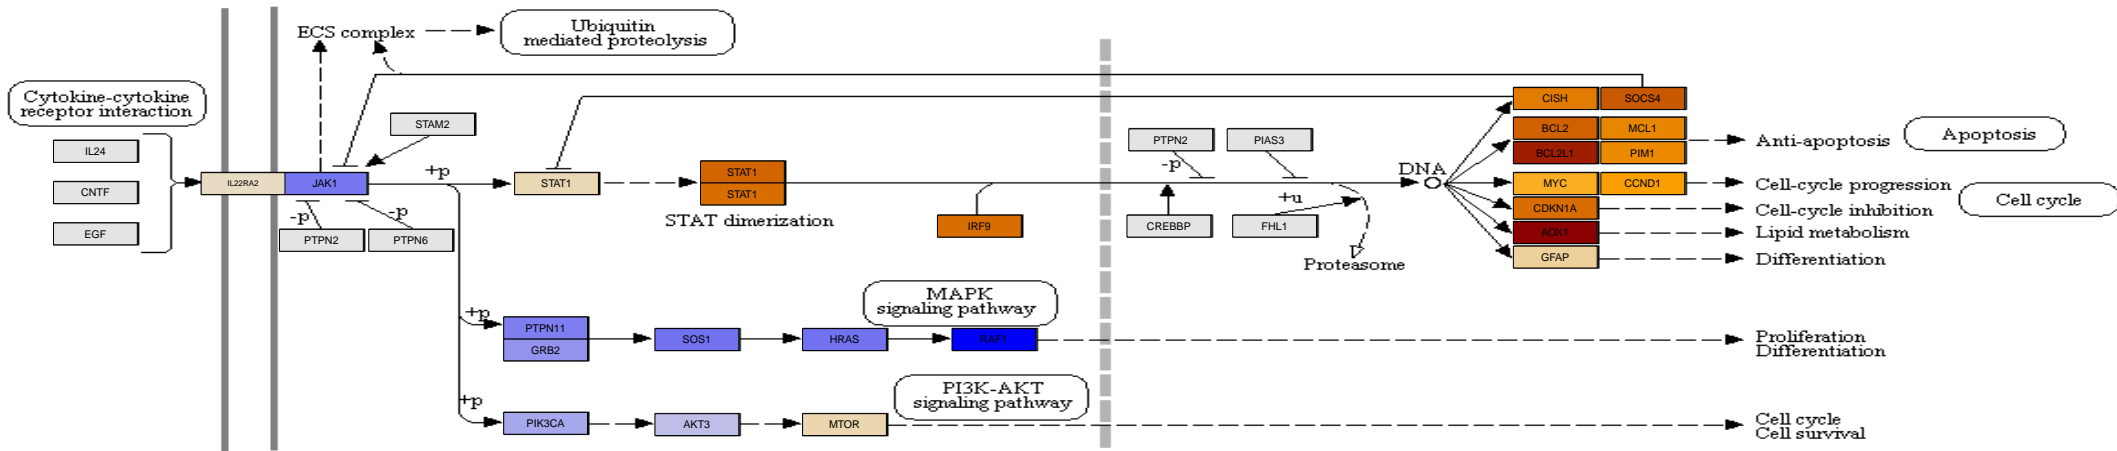 Ubiquitin
mediated proteolysis
ECS complex
Cytokine-cytokine
receptor interaction
CISH
SOCS4
STAM2
BCL2
MCL1
PTPN2
PIAS3
Anti-apoptosis
Apoptosis
IL24
BCL2L1
PIM1
-p
DNA
+p
IL22RA2
JAK1
STAT1
STAT1
STAT1
MYC
CCND1
Cell-cycle progression
CNTF
Cell cycle
+u
CDKN1A
Cell-cycle inhibition
-p
-p
STAT dimerization
IRF9
CREBBP
FHL1
AOX1
Lipid metabolism
EGF
PTPN2
PTPN6
GFAP
Differentiation
Proteasome
MAPK
signaling pathway
+p
PTPN11
GRB2
SOS1
HRAS
RAF1
Proliferation
Differentiation
PI3K-AKT
signaling pathway
+p
PIK3CA
AKT3
MTOR
Cell cycle
Cell survival